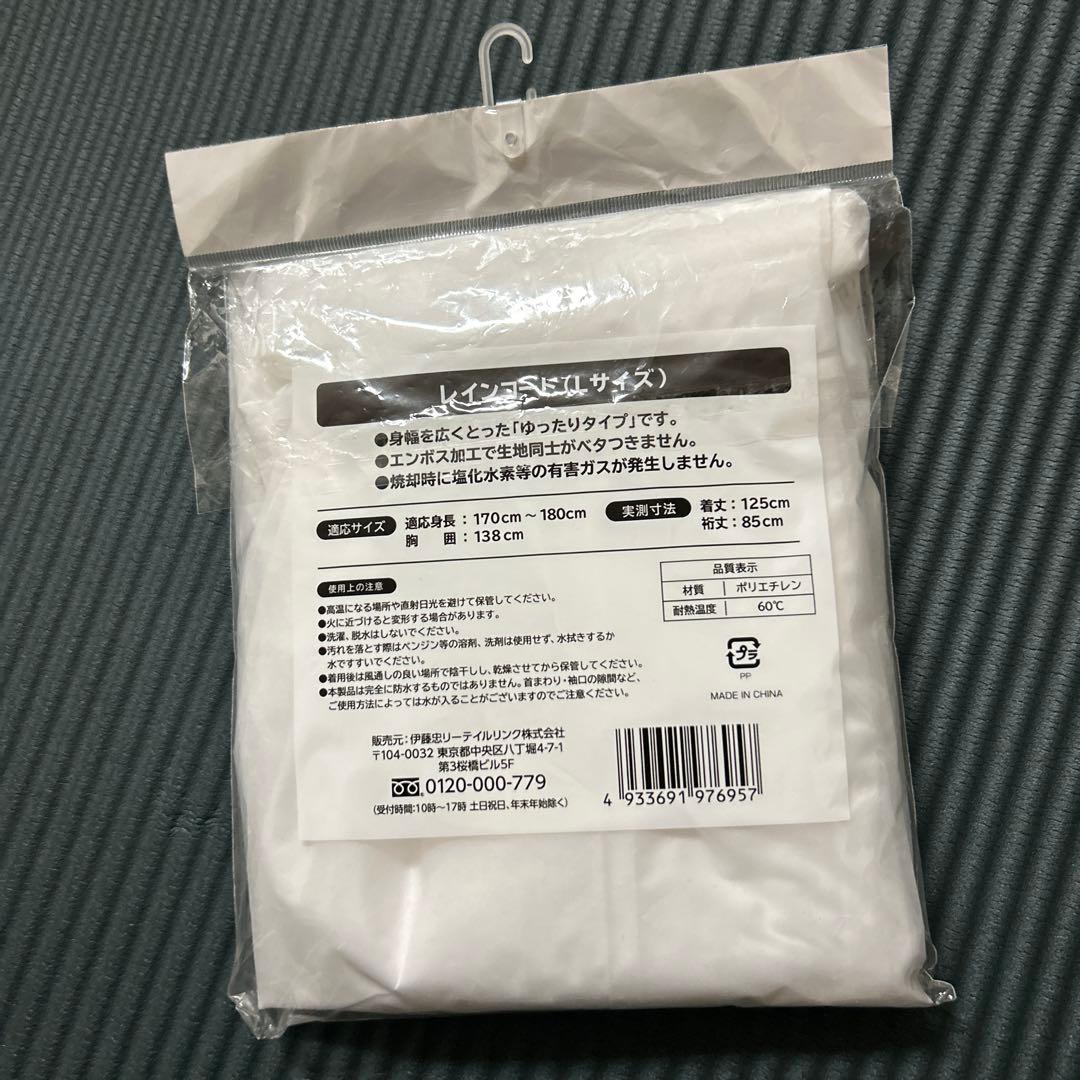 レインコート(Lサイズ)
●身幅を広くとった「ゆったりタイプ」です。
●エンボス加工で生地同士がベタつきません。
●焼却時に塩化水素等の有害ガスが発生しません。
適応サイズ 適応身長:170cm～180cm
胸 囲:138cm
実測寸法 着丈:125cm
裄丈:85cm
品質表示
材質 ポリエチレン
耐熱温度 60℃
使用上の注意
●高温になる場所や直射日光を避けて保管してください。
●火に近づけると変形する場合があります。
●洗濯、脱水はしないでください。
●汚れを落とす際はベンジン等の溶剤、洗剤は使用せず、水拭きするか
水ですすいでください。
●着用後は風通しの良い場所で陰干しし、乾燥させてから保管してください。
●本製品は完全に防水するものではありません。首まわり・袖口の隙間など、
ご使用方法によっては水が入ることがございますのでご注意ください。
プラ
PP
MADE IN CHINA
販売元:伊藤忠リーテイルリンク株式会社
〒104-0032 東京都中央区八丁堀4-7-1
第3桜橋ビル5F
0120-000-779
(受付時間:10時～17時 土日祝日、年末年始除く)
4 933691 976957